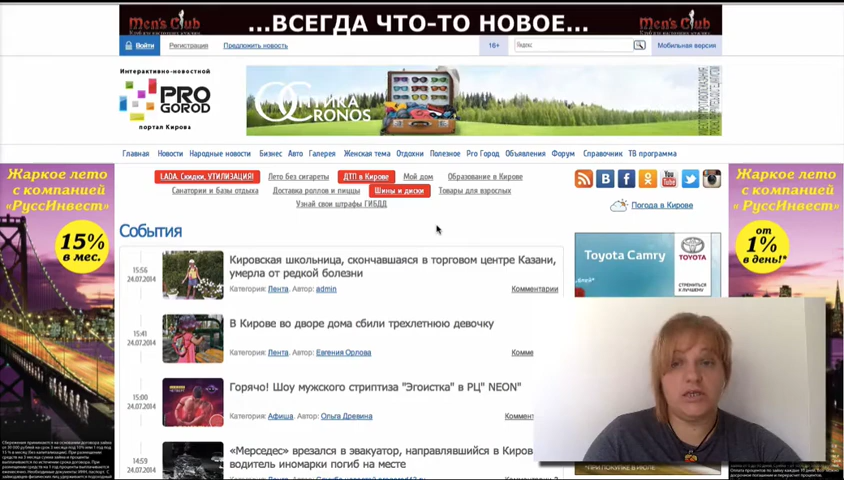 Men's Club
...ВСЕГДА ЧТО-ТО НОВОЕ...
Men's Club
Войти
Регистрация
Предложить новость
16+
Яндекс
Мобильная версия
Интерактивно-новостной
PRO
GOROD
портал Кирова
ОПТИКА
CRONOS
Главная Новости Народные новости Бизнес Авто Галерея Женская тема Отдохни Полезное Pro Город Объявления Форум Справочник ТВ программа
Жаркое лето
с компанией
«РуссИнвест»
15%
в мес.
LADA. Скидки, УТИЛИЗАЦИЯ! Лето без сигареты ДТП в Кирове Мой дом Образование в Кирове
Санатории и базы отдыха Доставка роллов и пиццы Шины и диски Товары для взрослых
Узнай свои штрафы ГИБДД
You
Tube
Погода в Кирове
Жаркое лето
с компанией
«РуссИнвест»
от
1%
в день!*
События
15:56
24.07.2014
Кировская школьница, скончавшаяся в торговом центре Казани,
умерла от редкой болезни
Категория: Лента. Автор: admin
Комментарии
15:41
24.07.2014
В Кирове во дворе дома сбили трехлетнюю девочку
Категория: Лента. Автор: Евгения Орлова
Комме
15:00
24.07.2014
Горячо! Шоу мужского стриптиза "Эгоистка" в РЦ" NEON"
Категория: Афиша. Автор: Ольга Древина
Коммент
14:59
24.07.2014
«Мерседес» врезался в эвакуатор, направлявшийся в Киров
водитель иномарки погиб на месте
Toyota Camry
TOYOTA
СТРЕМИТЬСЯ
К ЛУЧШЕМУ